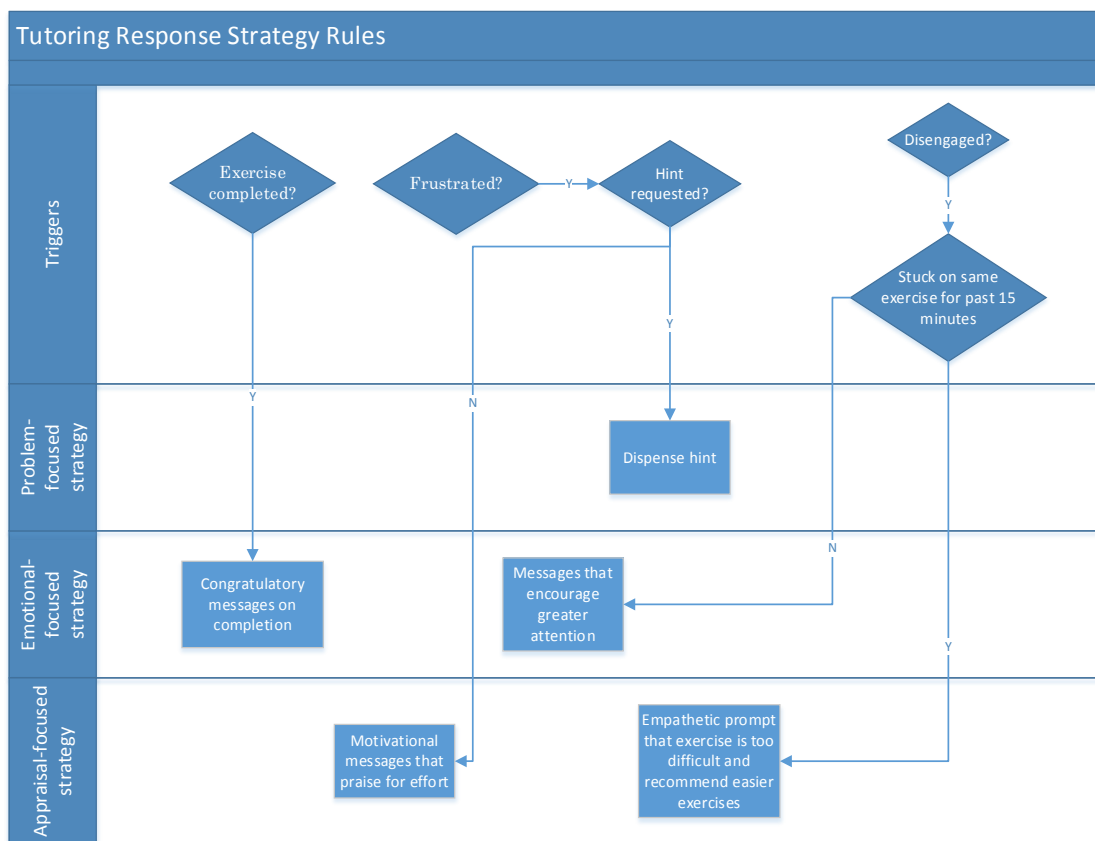 Tutoring Response Strategy Rules
Triggers
Exercise
completed?
Frustrated?
Y
Hint
requested?
Disengaged?
Y
Stuck on same
exercise for past 15
minutes
Y
Y
N
Problem-
focused
strategy
Dispense hint
Emotional-
focused
strategy
Congratulatory
messages on
completion
Messages that
encourage
greater
attention
N
Y
Appraisal-focused
strategy
Motivational
messages that
praise for effort
Empathetic prompt
that exercise is too
difficult and
recommend easier
exercises